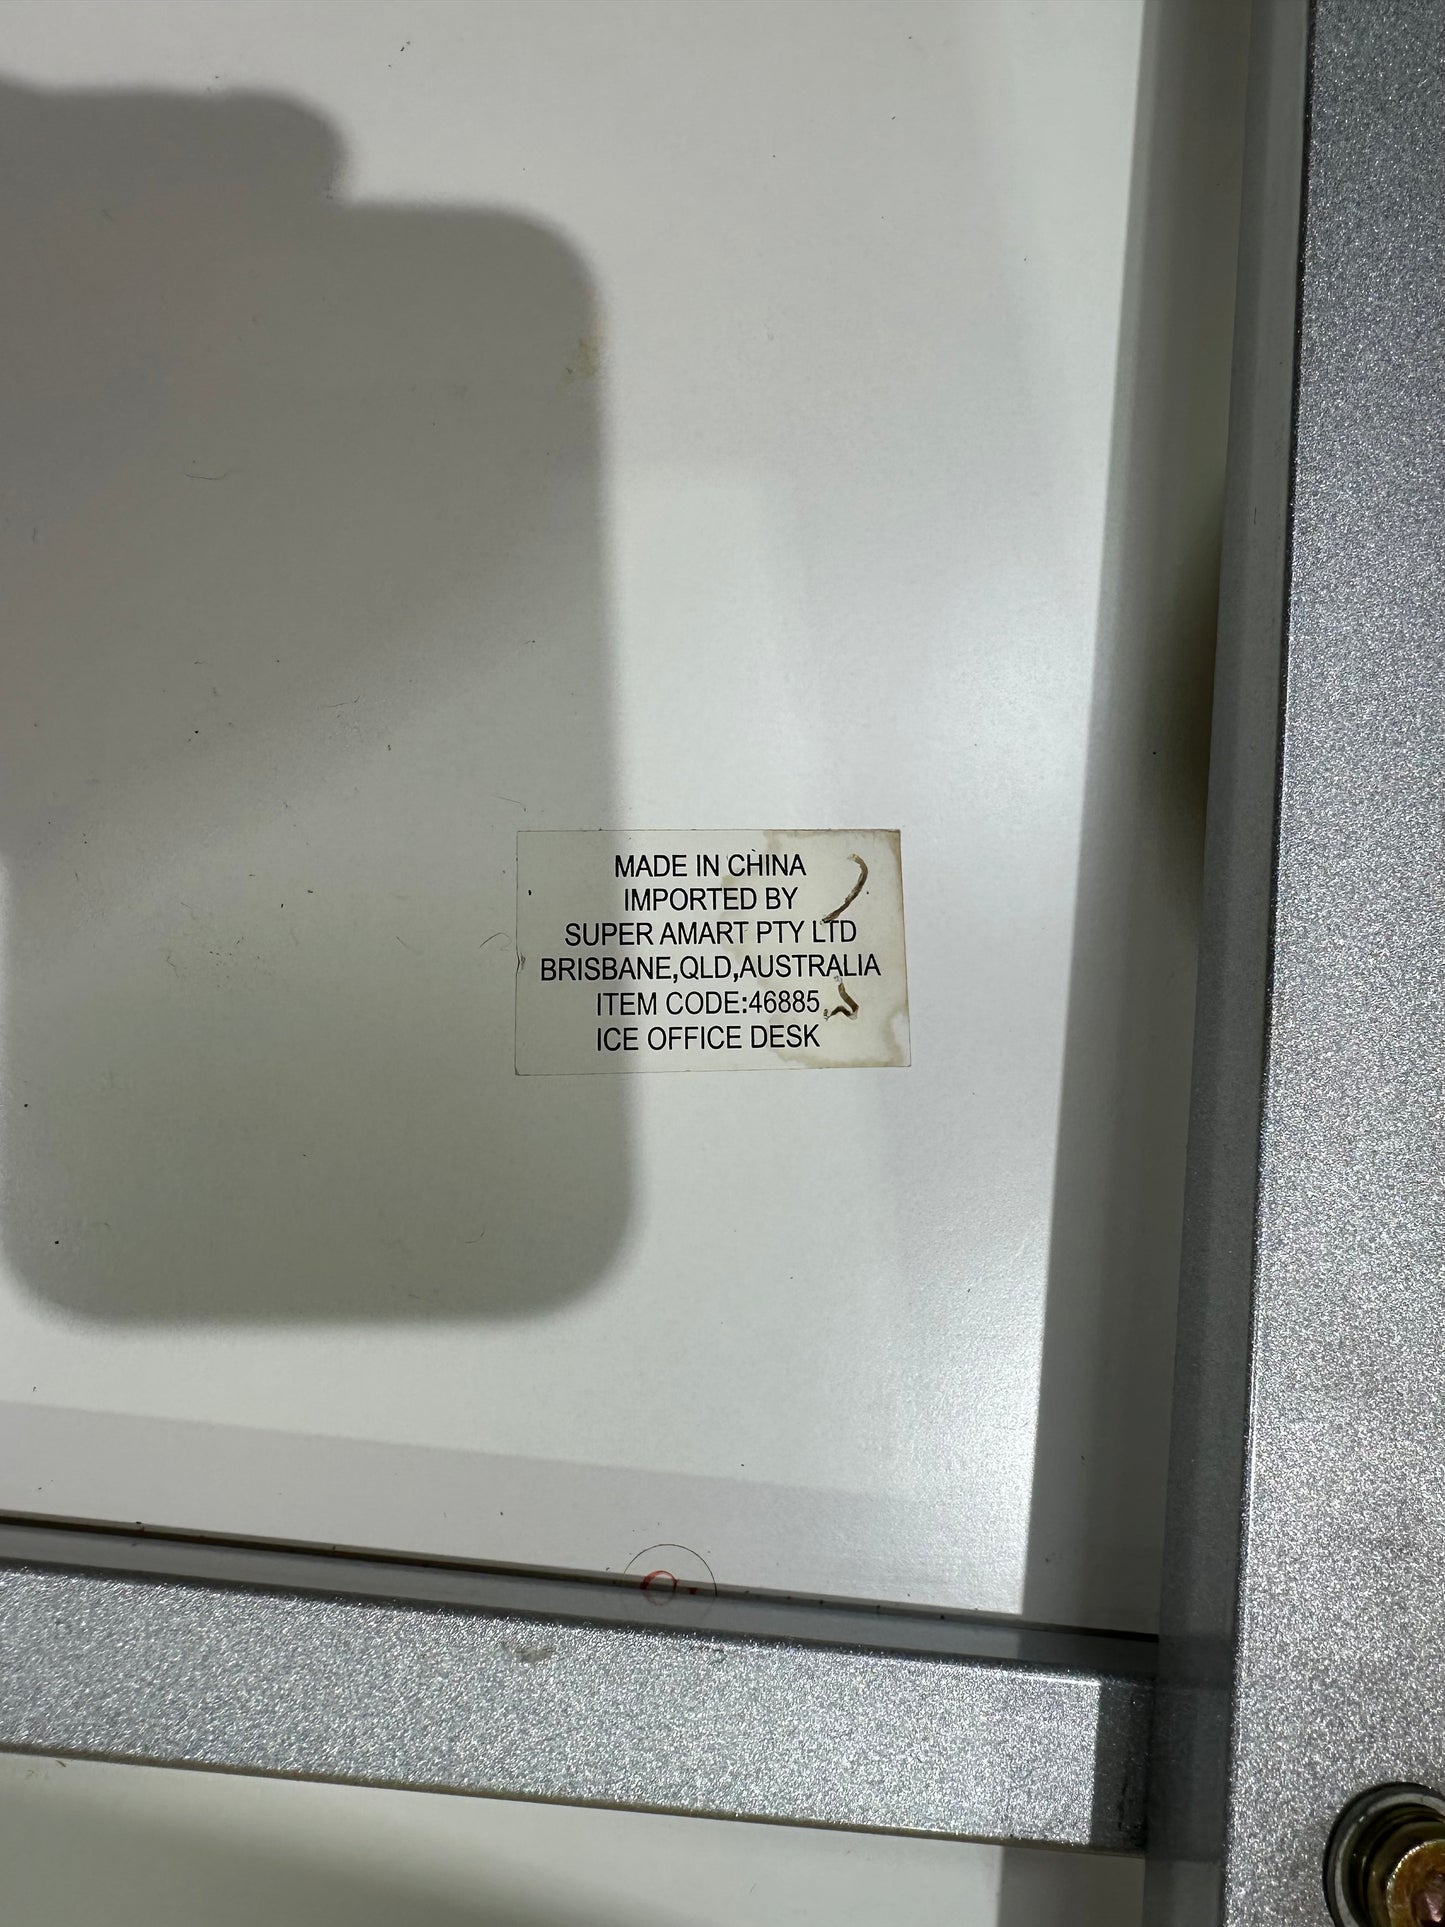 MADE IN CHINA
IMPORTED BY
SUPER AMART PTY LTD
BRISBANE,QLD,AUSTRALIA
ITEM CODE:46885
ICE OFFICE DESK